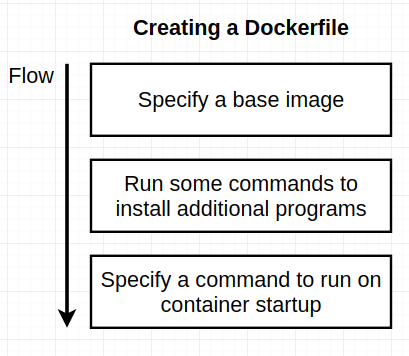 Creating a Dockerfile
Flow
Specify a base image
Run some commands to
install additional programs
Specify a command to run on
container startup